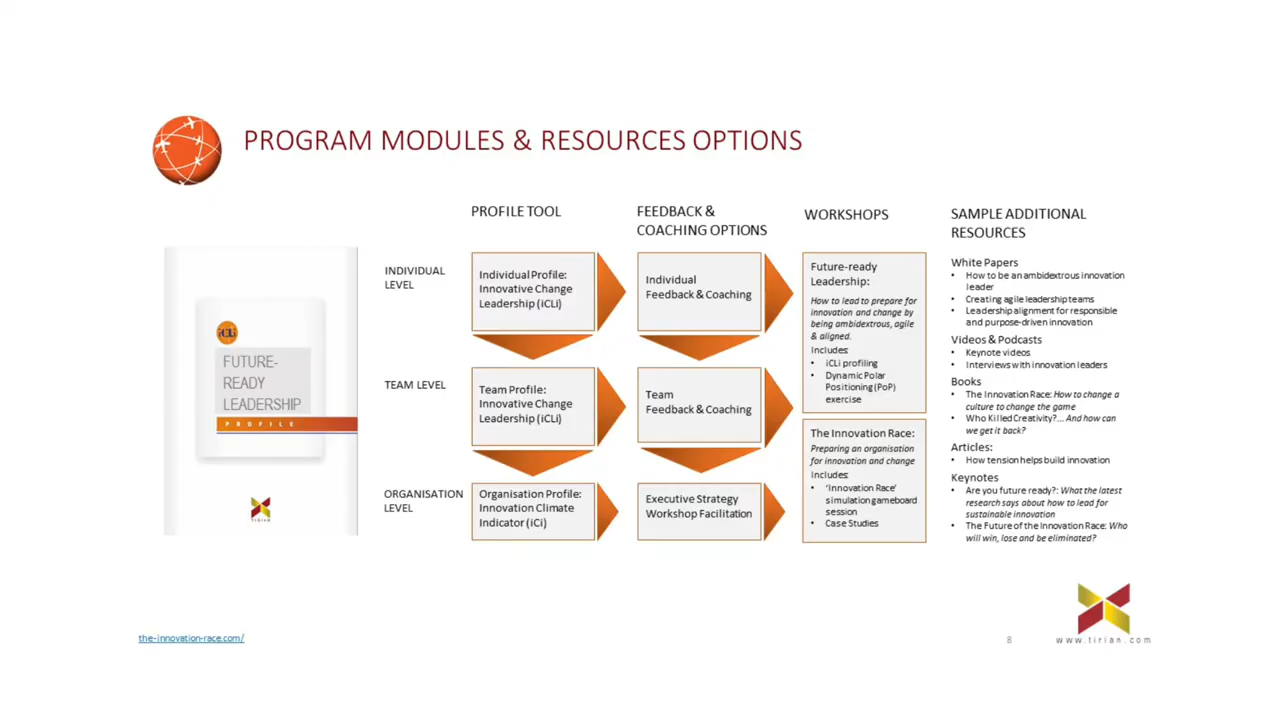 PROGRAM MODULES & RESOURCES OPTIONS
PROFILE TOOL
FEEDBACK &
COACHING OPTIONS
WORKSHOPS
SAMPLE ADDITIONAL
RESOURCES
iCLi
FUTURE-
READY
LEADERSHIP
PROFILE
TIRIAN
INDIVIDUAL
LEVEL
Individual Profile:
Innovative Change
Leadership (iCLi)
Individual
Feedback & Coaching
TEAM LEVEL
Team Profile:
Innovative Change
Leadership (iCLi)
Team
Feedback & Coaching
ORGANISATION
LEVEL
Organisation Profile:
Innovation Climate
Indicator (iCi)
Executive Strategy
Workshop Facilitation
Future-ready
Leadership:
How to lead to prepare for
innovation and change by
being ambidextrous, agile
& aligned.
Includes:
• iCLi profiling
• Dynamic Polar
Positioning (PoP)
exercise
The Innovation Race:
Preparing an organisation
for innovation and change
Includes:
• 'Innovation Race'
simulation gameboard
session
• Case Studies
White Papers
• How to be an ambidextrous innovation
leader
• Creating agile leadership teams
• Leadership alignment for responsible
and purpose-driven innovation
Videos & Podcasts
• Keynote videos
• Interviews with innovation leaders
Books
• The Innovation Race: How to change a
culture to change the game
• Who Killed Creativity?... And how can
we get it back?
Articles:
• How tension helps build innovation
Keynotes
• Are you future ready?: What the latest
research says about how to lead for
sustainable innovation
• The Future of the Innovation Race: Who
will win, lose and be eliminated?
the-innovation-race.com/
8
www.tirian.com